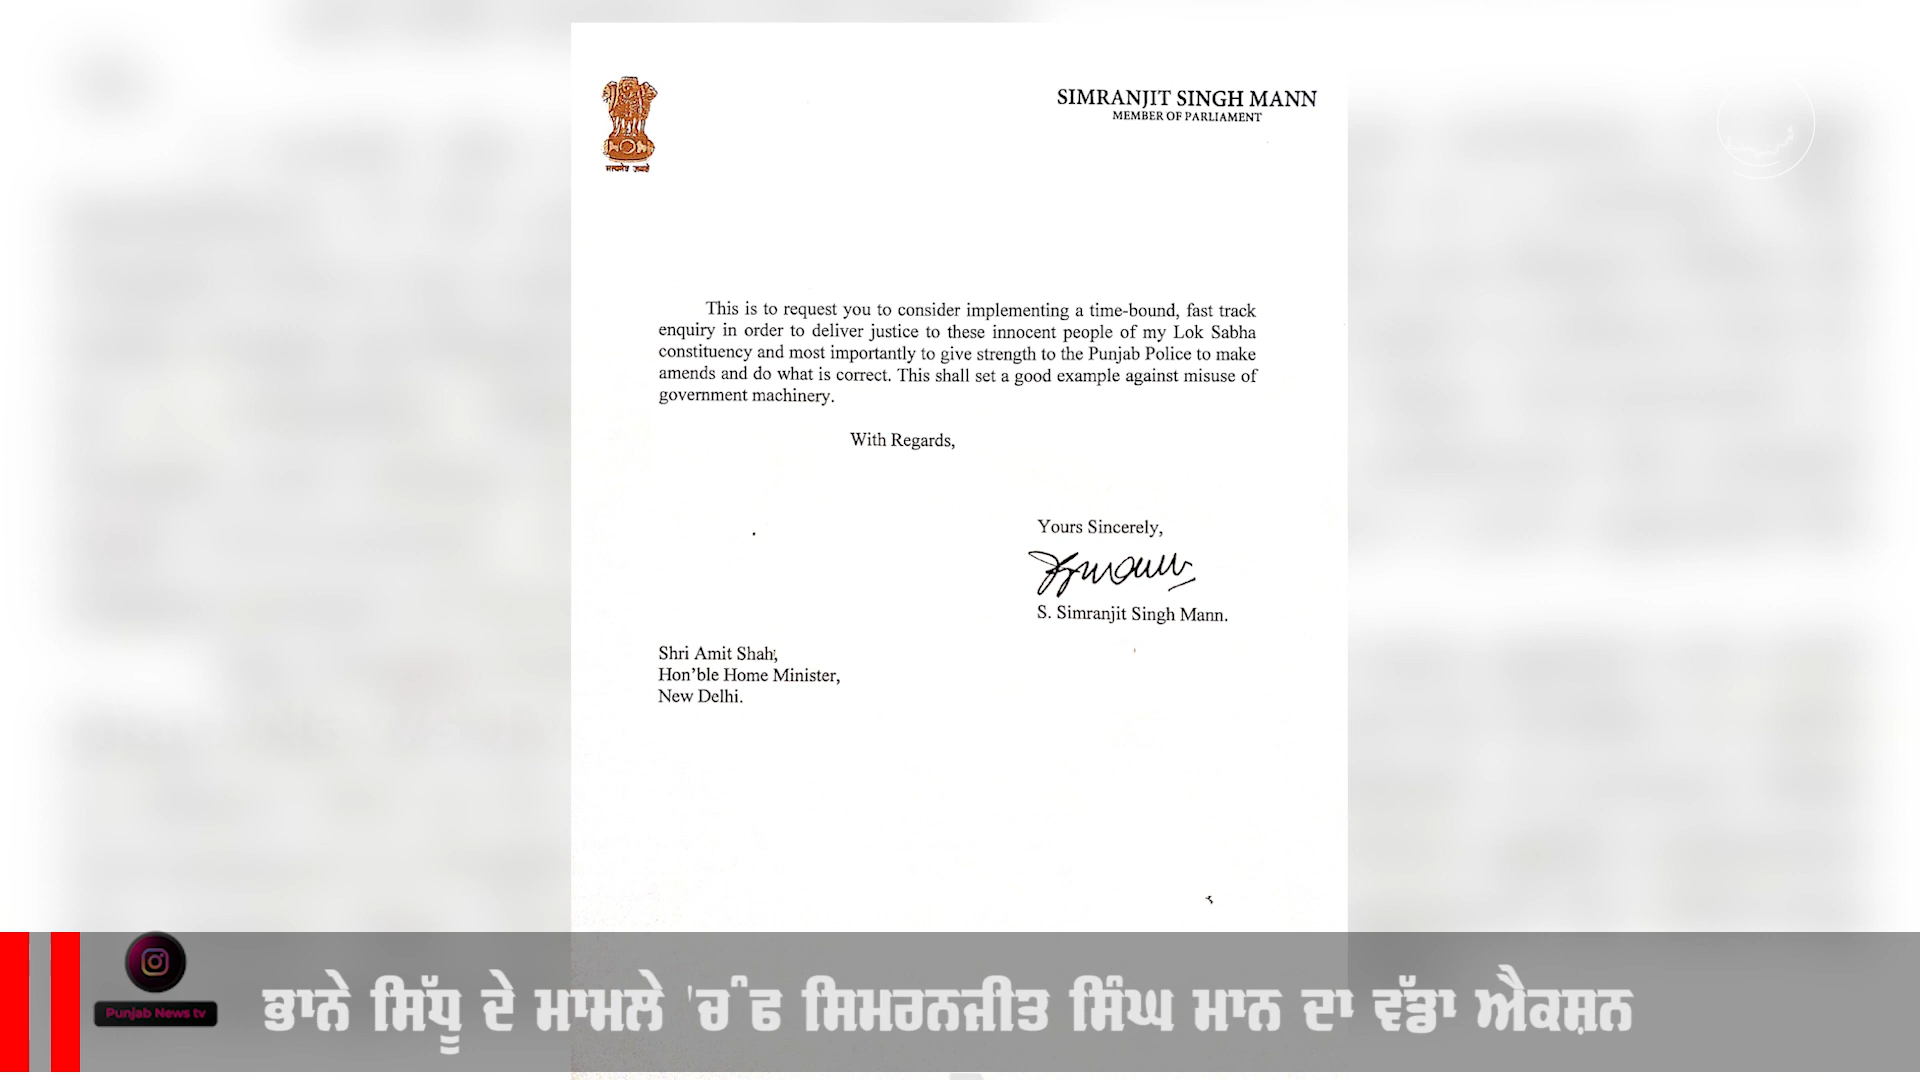 सत्यमेव जयते
SIMRANJIT SINGH MANN
MEMBER OF PARLIAMENT
This is to request you to consider implementing a time-bound, fast track
enquiry in order to deliver justice to these innocent people of my Lok Sabha
constituency and most importantly to give strength to the Punjab Police to make
amends and do what is correct. This shall set a good example against misuse of
government machinery.
With Regards,
Yours Sincerely,
S. Simranjit Singh Mann.
Shri Amit Shah,
Hon'ble Home Minister,
New Delhi.
Punjab News tv
ਭਾਨੇ ਸਿੱਧੂ ਦੇ ਮਾਮਲੇ 'ਚ ਸਿਮਰਨਜੀਤ ਸਿੰਘ ਮਾਨ ਦਾ ਵੱਡਾ ਐਕਸ਼ਨ